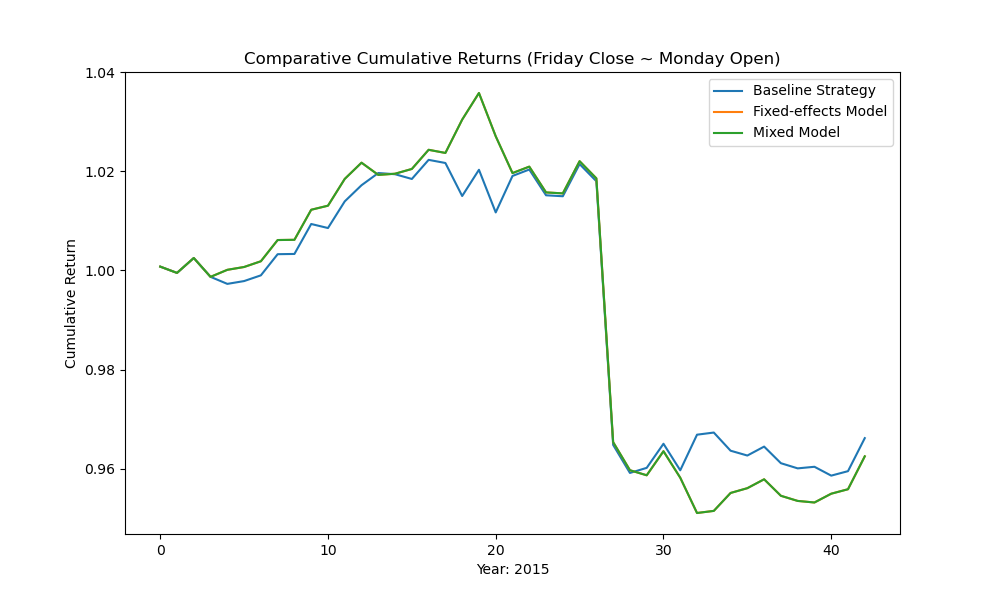 Comparative Cumulative Returns (Friday Close ~ Monday Open)
1.04
1.02
1.00
0.98
0.96
Cumulative Return
Baseline Strategy
Fixed-effects Model
Mixed Model
0
10
20
30
40
Year: 2015